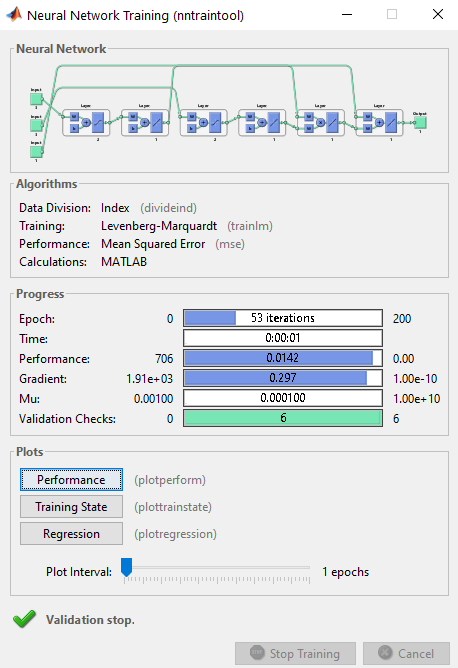 Neural Network Training (nntraintool)
Neural Network
Input
Layer
Layer
Layer
Layer
Layer
Layer
Output
Input
Input
W
b
+
W
b
+
W
b
+
W
b
+
W
b
W
b
+
2
1
2
1
1
1
1
1
Algorithms
Data Division: Index (divideind)
Training: Levenberg-Marquardt (trainlm)
Performance: Mean Squared Error (mse)
Calculations: MATLAB
Progress
Epoch: 0 53 iterations 200
Time: 0:00:01
Performance: 706 0.0142 0.00
Gradient: 1.91e+03 0.297 1.00e-10
Mu: 0.00100 0.000100 1.00e+10
Validation Checks: 0 6 6
Plots
Performance (plotperform)
Training State (plottrainstate)
Regression (plotregression)
Plot Interval: 1 epochs
Validation stop.
Stop Training Cancel